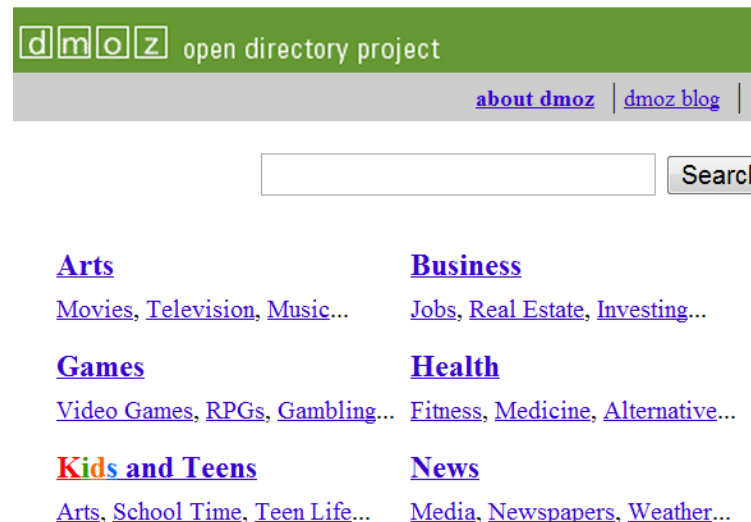 dmoz open directory project
about dmoz | dmoz blog |
Search
Arts Business
Movies, Television, Music... Jobs, Real Estate, Investing...
Games Health
Video Games, RPGs, Gambling... Fitness, Medicine, Alternative...
Kids and Teens News
Arts, School Time, Teen Life... Media, Newspapers, Weather...